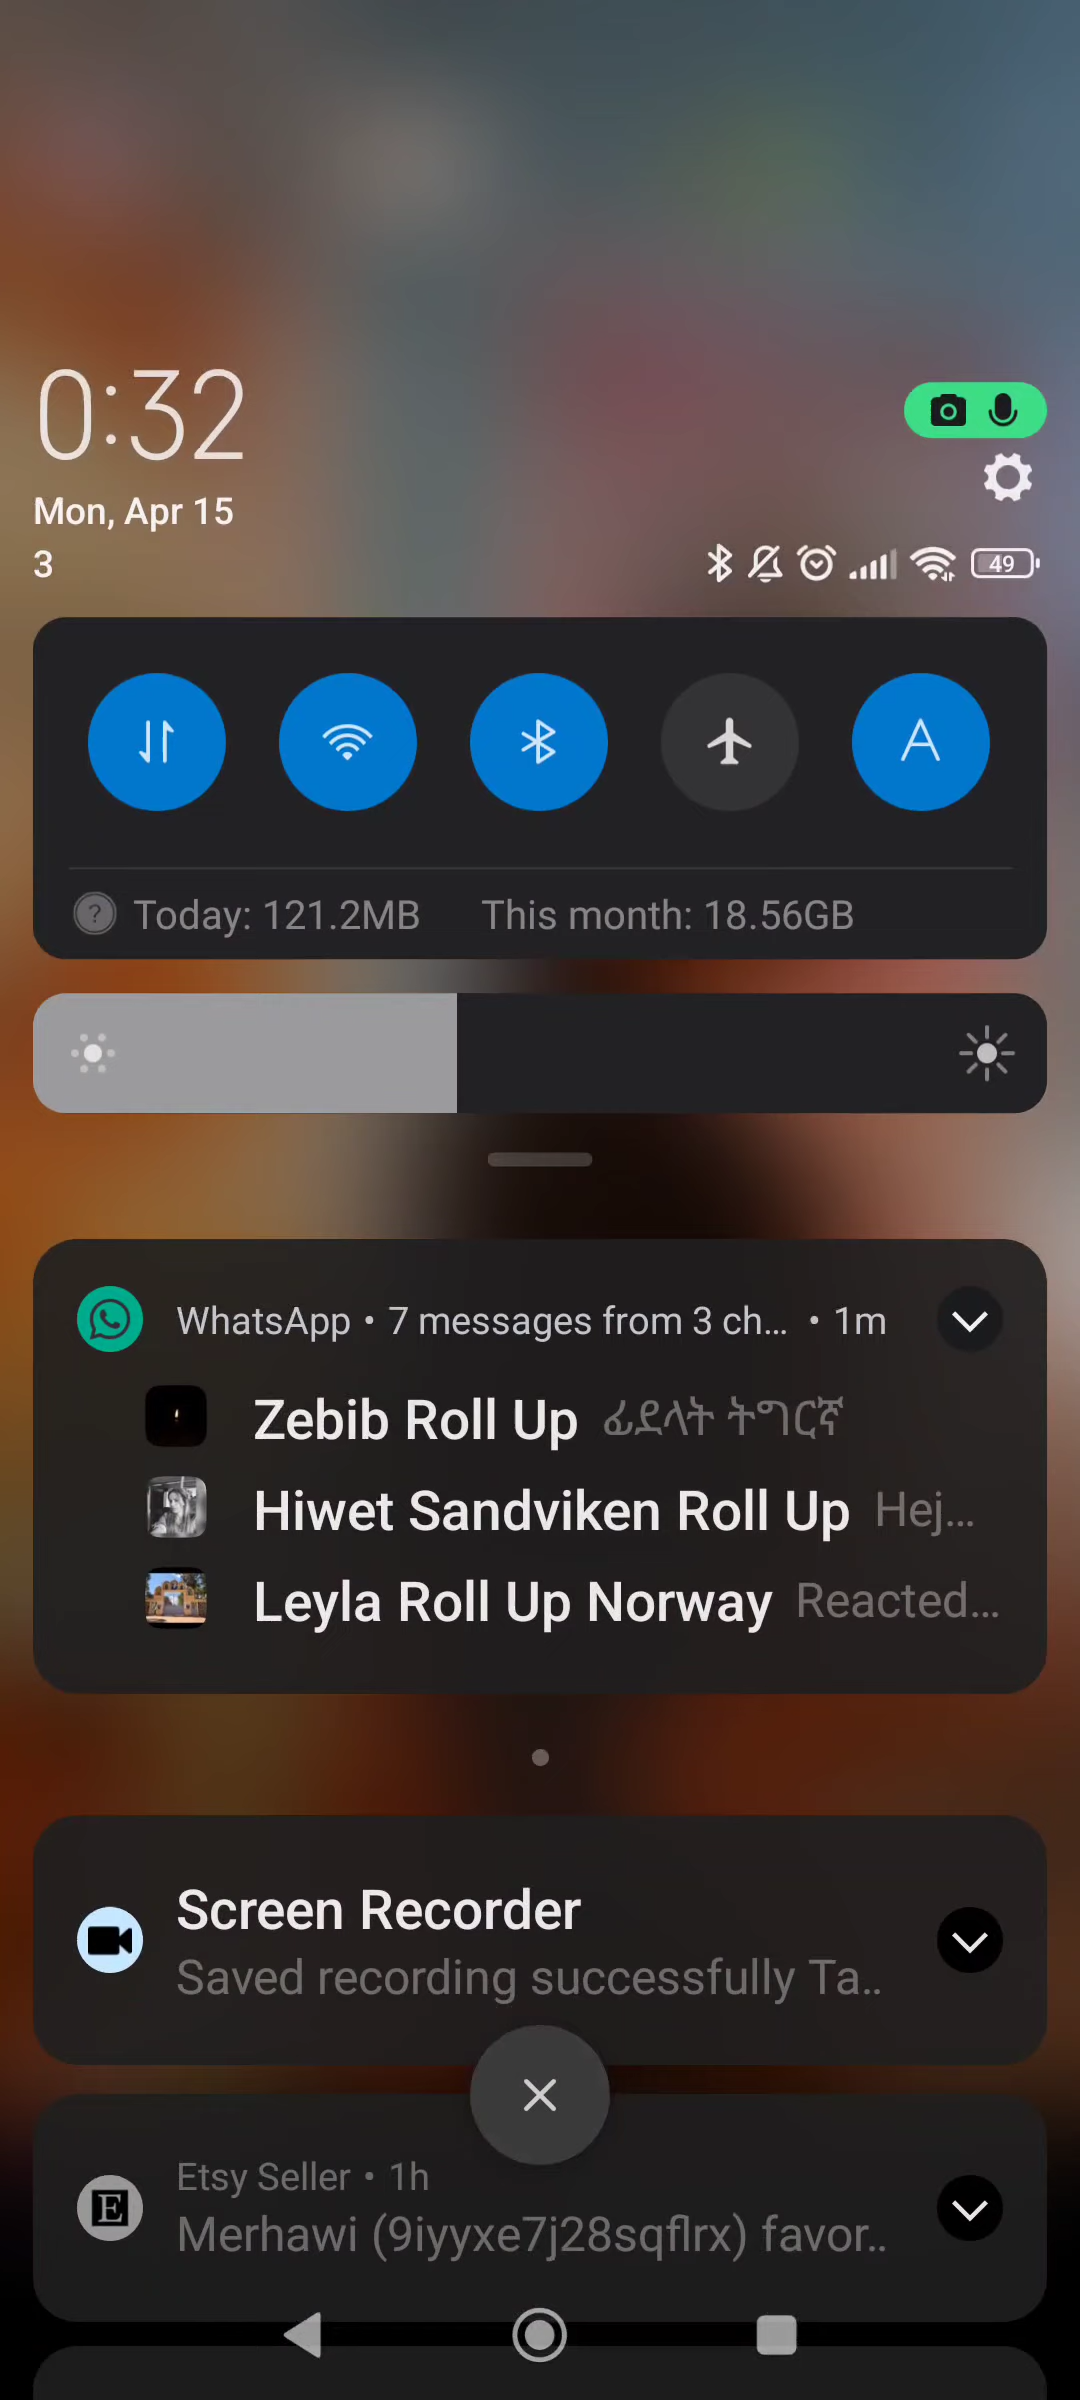 0:32
Mon, Apr 15
3
49
Today: 121.2MB This month: 18.56GB
WhatsApp • 7 messages from 3 ch... • 1m
Zebib Roll Up ፊደላት ትግርኛ
Hiwet Sandviken Roll Up Hej...
Leyla Roll Up Norway Reacted...
Screen Recorder
Saved recording successfully Ta..
Etsy Seller • 1h
Merhawi (9iyyxe7j28sqflrx) favor..